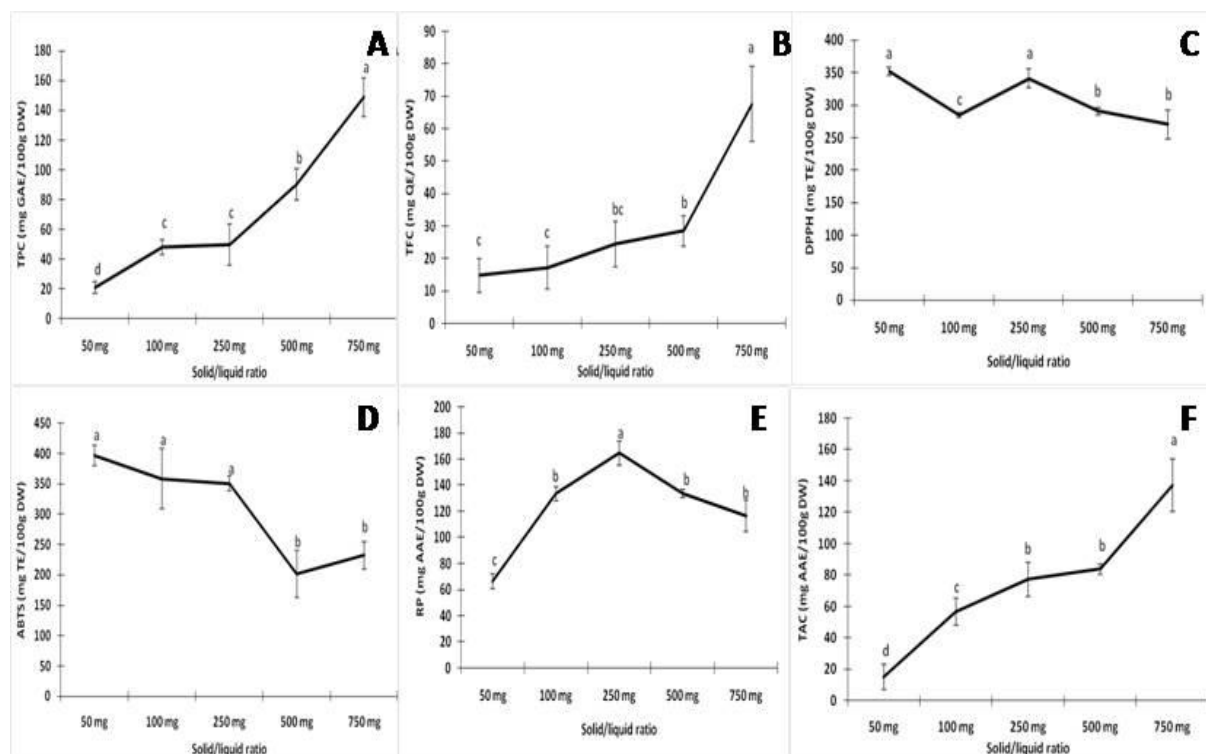 A
TPC (mg GAE/100g DW)
180
160
140
120
100
80
60
40
20
0
d
c
c
b
a
50 mg 100 mg 250 mg 500 mg 750 mg
Solid/liquid ratio
B
TFC (mg QE/100g DW)
90
80
70
60
50
40
30
20
10
0
c
c
bc
b
a
50 mg 100 mg 250 mg 500 mg 750 mg
Solid/liquid ratio
C
DPPH (mg TE/100g DW)
400
350
300
250
200
150
100
50
0
a
c
a
b
b
50 mg 100 mg 250 mg 500 mg 750 mg
Solid/liquid ratio
D
ABTS (mg TE/100g DW)
450
400
350
300
250
200
150
100
50
0
a
a
a
b
b
50 mg 100 mg 250 mg 500 mg 750 mg
Solid/liquid ratio
E
RP (mg AAE/100g DW)
200
180
160
140
120
100
80
60
40
20
0
c
b
a
b
b
50 mg 100 mg 250 mg 500 mg 750 mg
Solid/liquid ratio
F
TAC (mg AAE/100g DW)
180
160
140
120
100
80
60
40
20
0
d
c
b
b
a
50 mg 100 mg 250 mg 500 mg 750 mg
Solid/liquid ratio